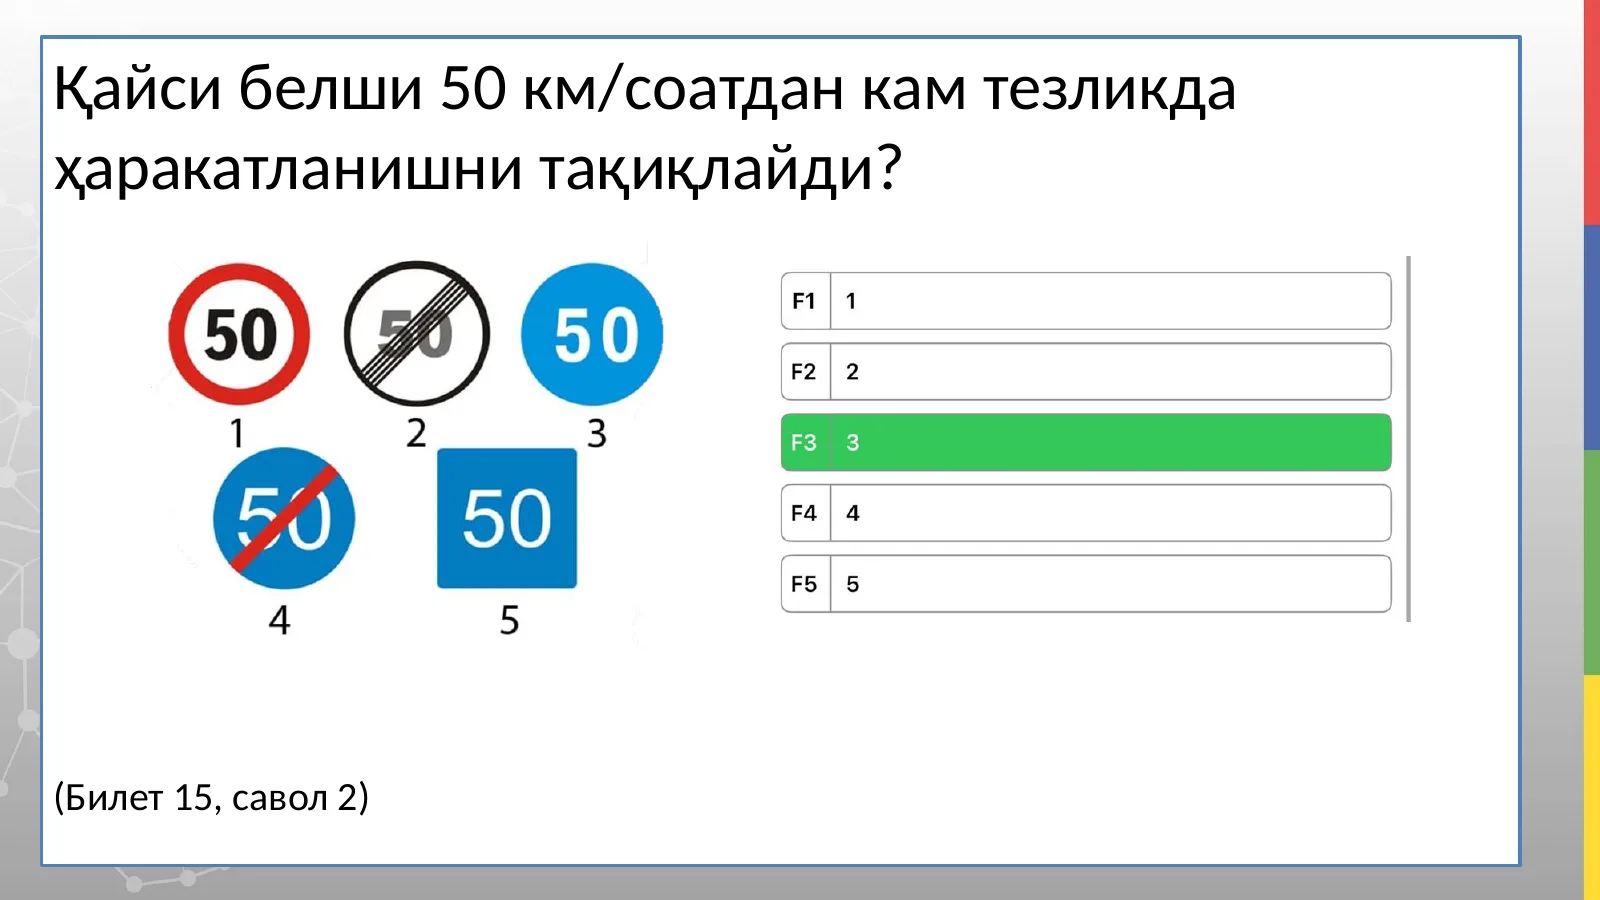 Қайси белши 50 км/соатдан кам тезликда
ҳаракатланишни тақиқлайди?
50 50 50
1 2 3
50 50
4 5
F1 1
F2 2
F3 3
F4 4
F5 5
(Билет 15, савол 2)